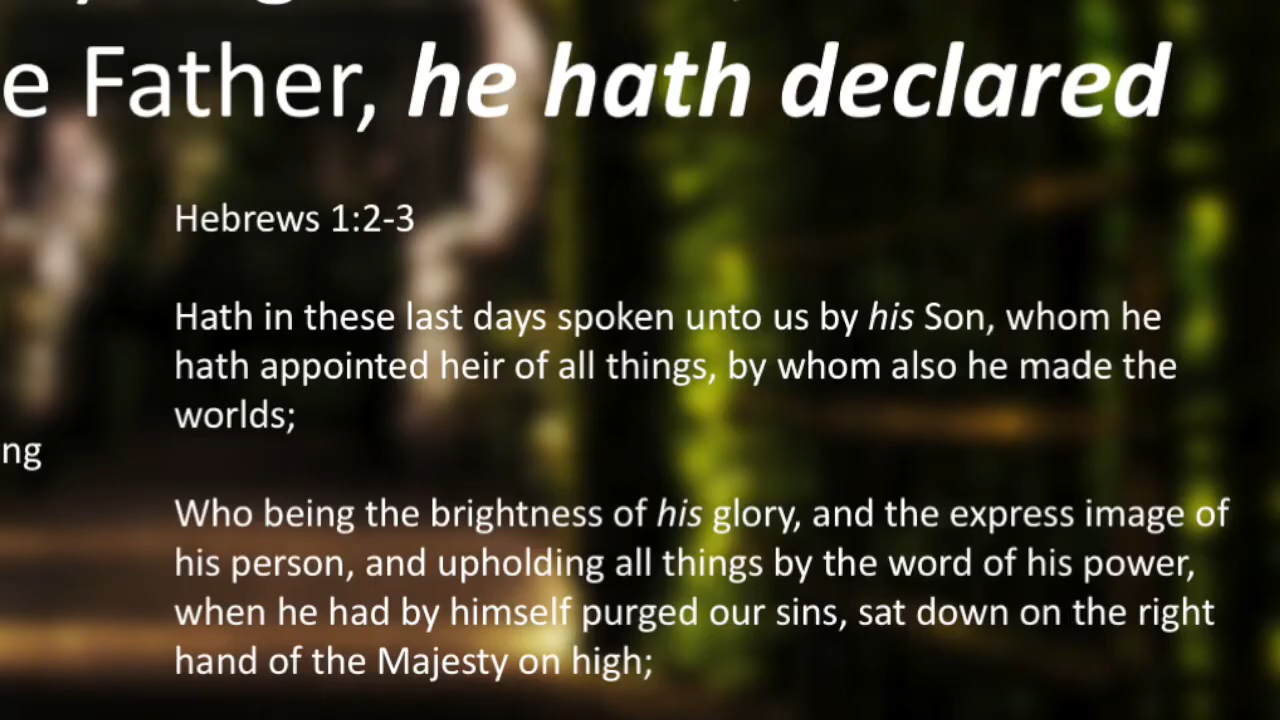 e Father, he hath declared
Hebrews 1:2-3
Hath in these last days spoken unto us by his Son, whom he
hath appointed heir of all things, by whom also he made the
worlds;
ng
Who being the brightness of his glory, and the express image of
his person, and upholding all things by the word of his power,
when he had by himself purged our sins, sat down on the right
hand of the Majesty on high;